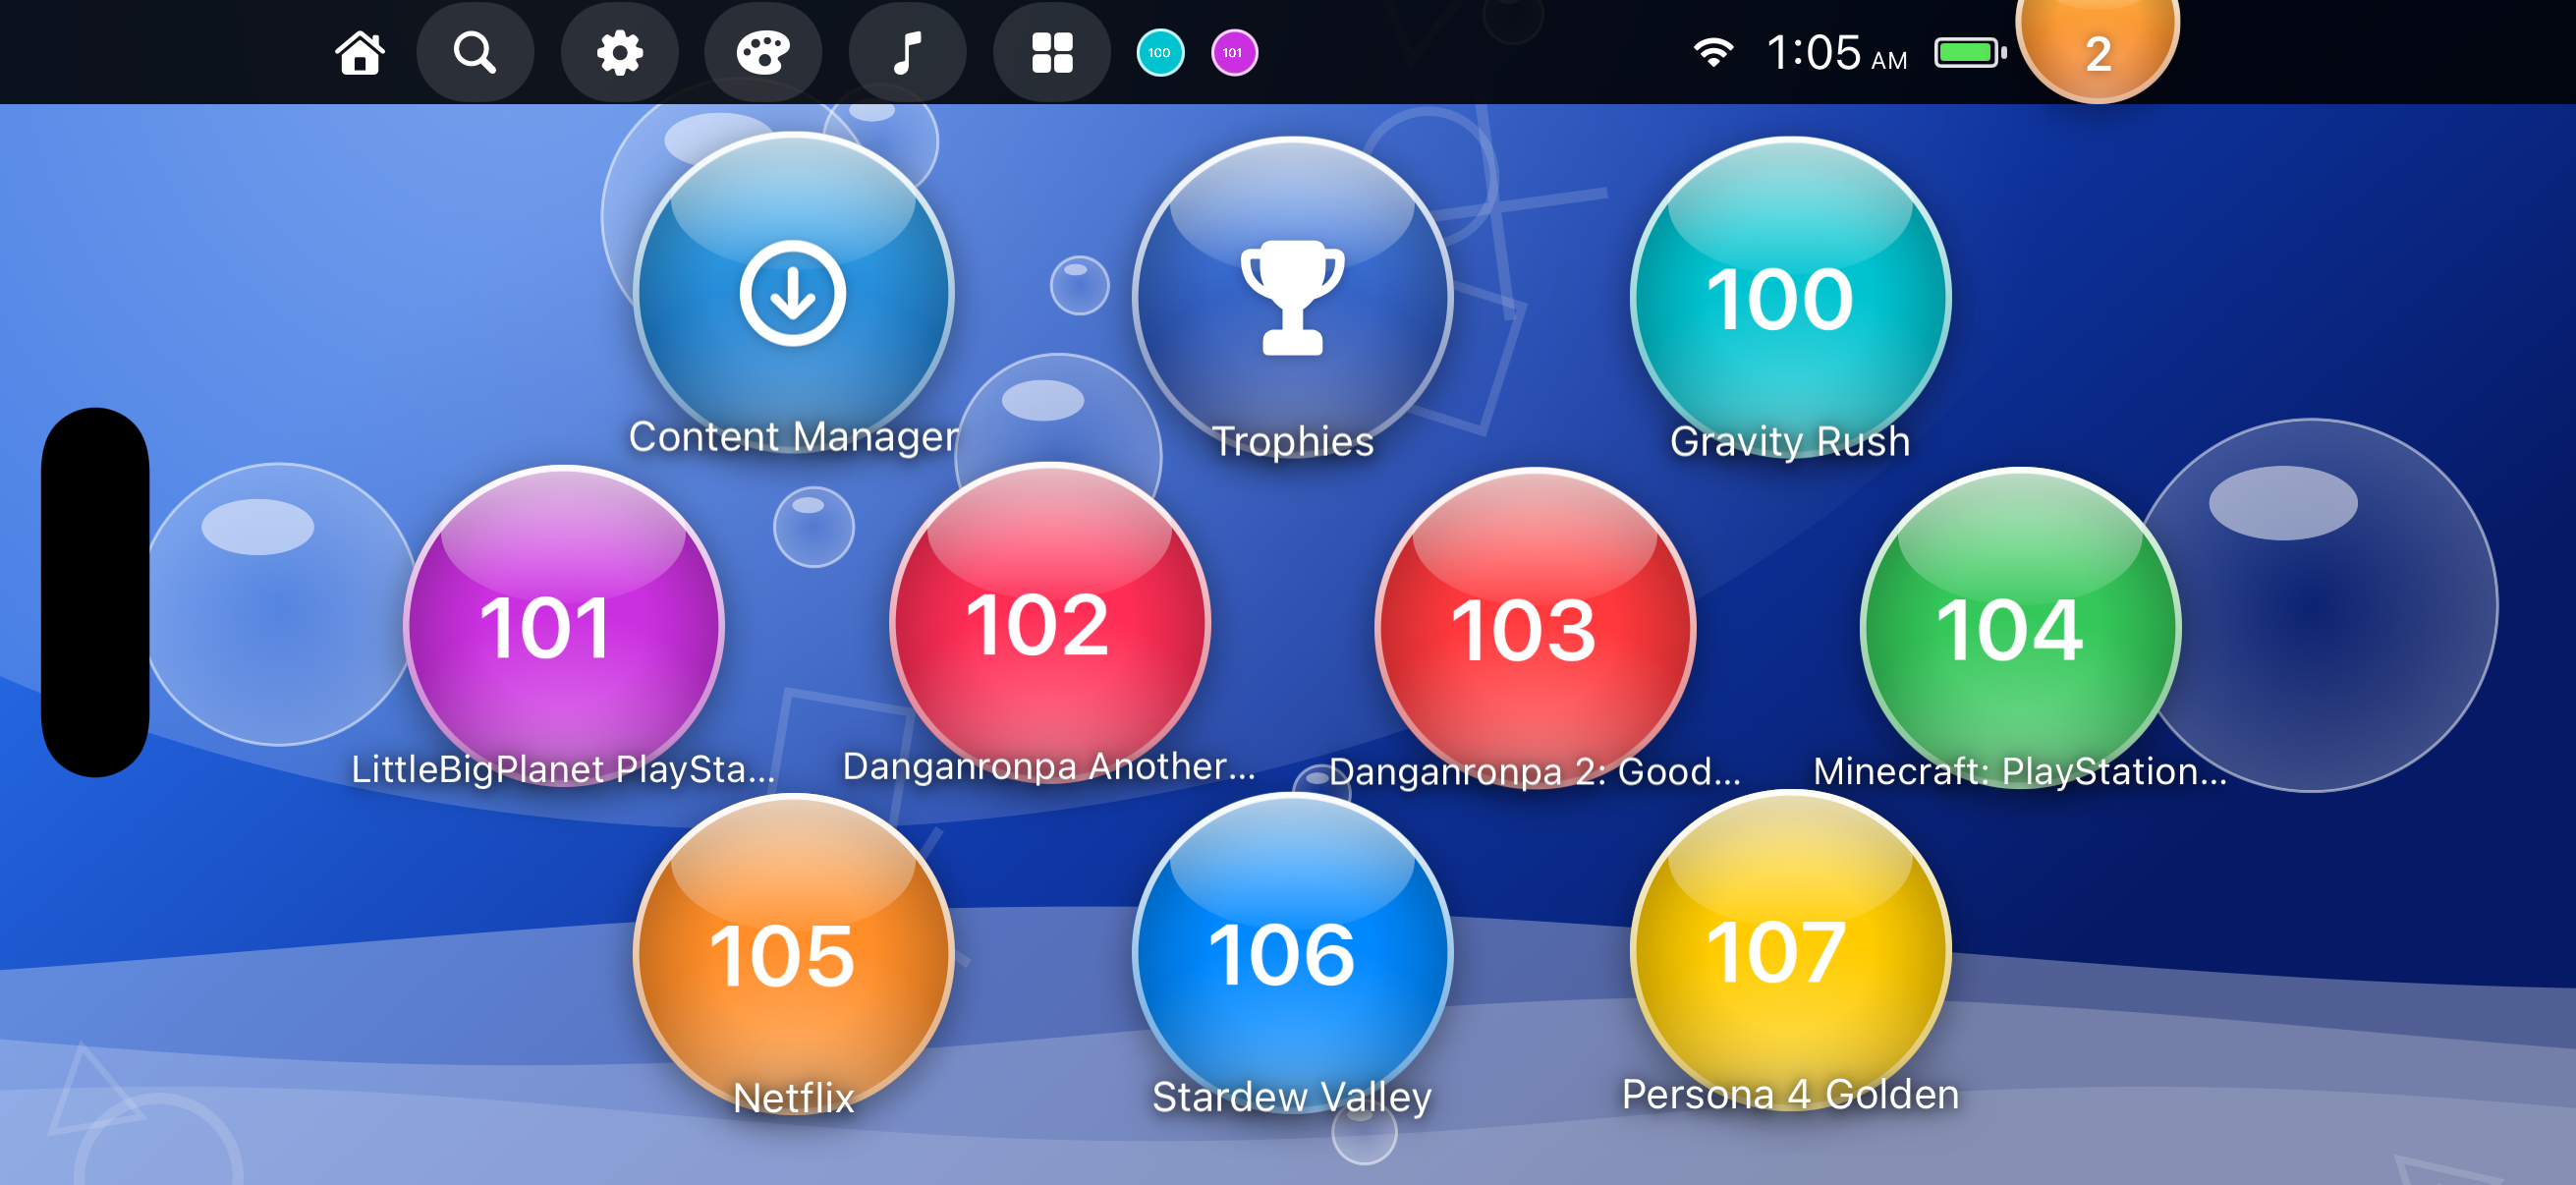 100
101
1:05 AM
2
Content Manager
Trophies
100
Gravity Rush
101
LittleBigPlanet PlaySta...
102
Danganronpa Another...
103
Danganronpa 2: Good...
104
Minecraft: PlayStation...
105
Netflix
106
Stardew Valley
107
Persona 4 Golden